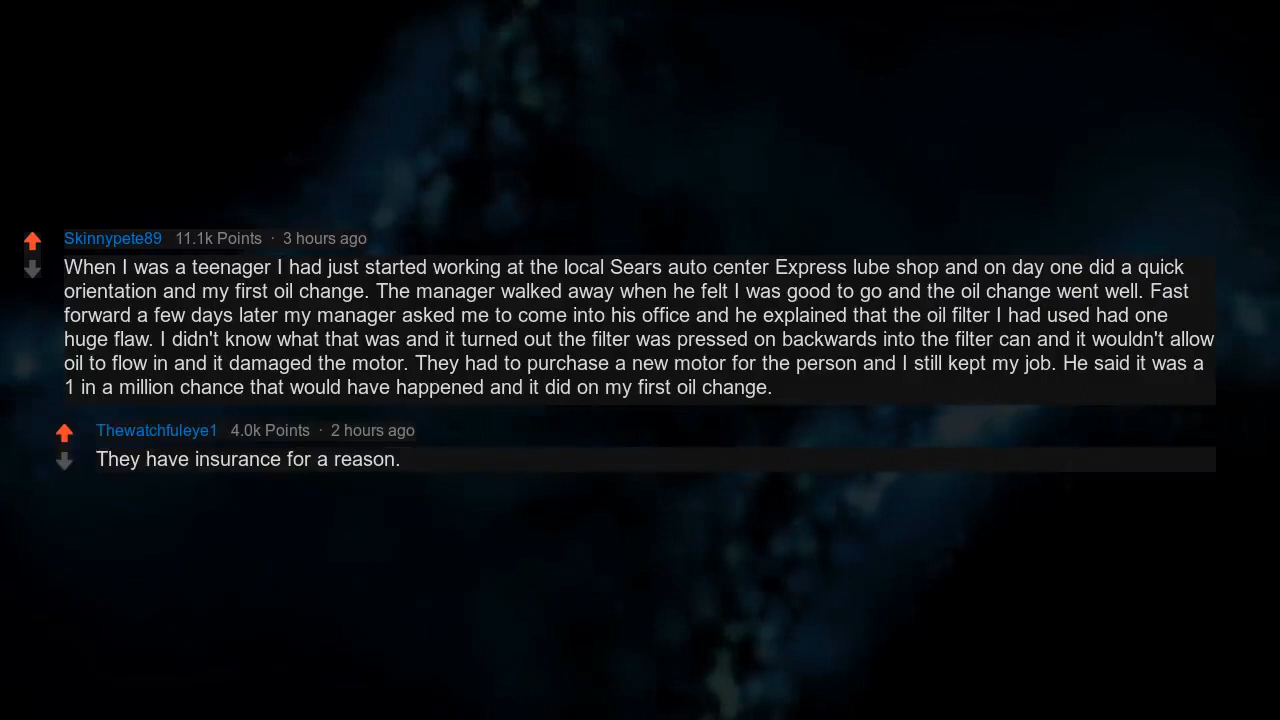 Skinnypete89 11.1k Points · 3 hours ago
When I was a teenager I had just started working at the local Sears auto center Express lube shop and on day one did a quick
orientation and my first oil change. The manager walked away when he felt I was good to go and the oil change went well. Fast
forward a few days later my manager asked me to come into his office and he explained that the oil filter I had used had one
huge flaw. I didn't know what that was and it turned out the filter was pressed on backwards into the filter can and it wouldn't allow
oil to flow in and it damaged the motor. They had to purchase a new motor for the person and I still kept my job. He said it was a
1 in a million chance that would have happened and it did on my first oil change.
Thewatchfuleye1 4.0k Points · 2 hours ago
They have insurance for a reason.